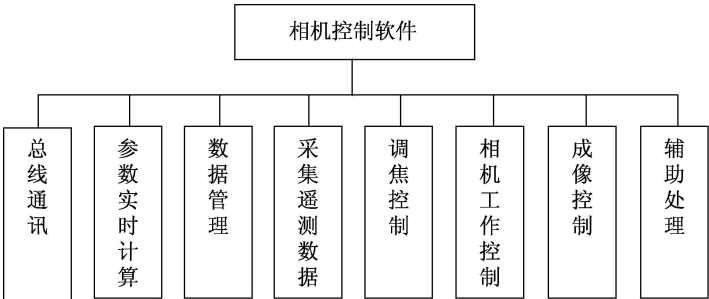 相机控制软件
总线通讯
参数实时计算
数据管理
采集遥测数据
调焦控制
相机工作控制
成像控制
辅助处理